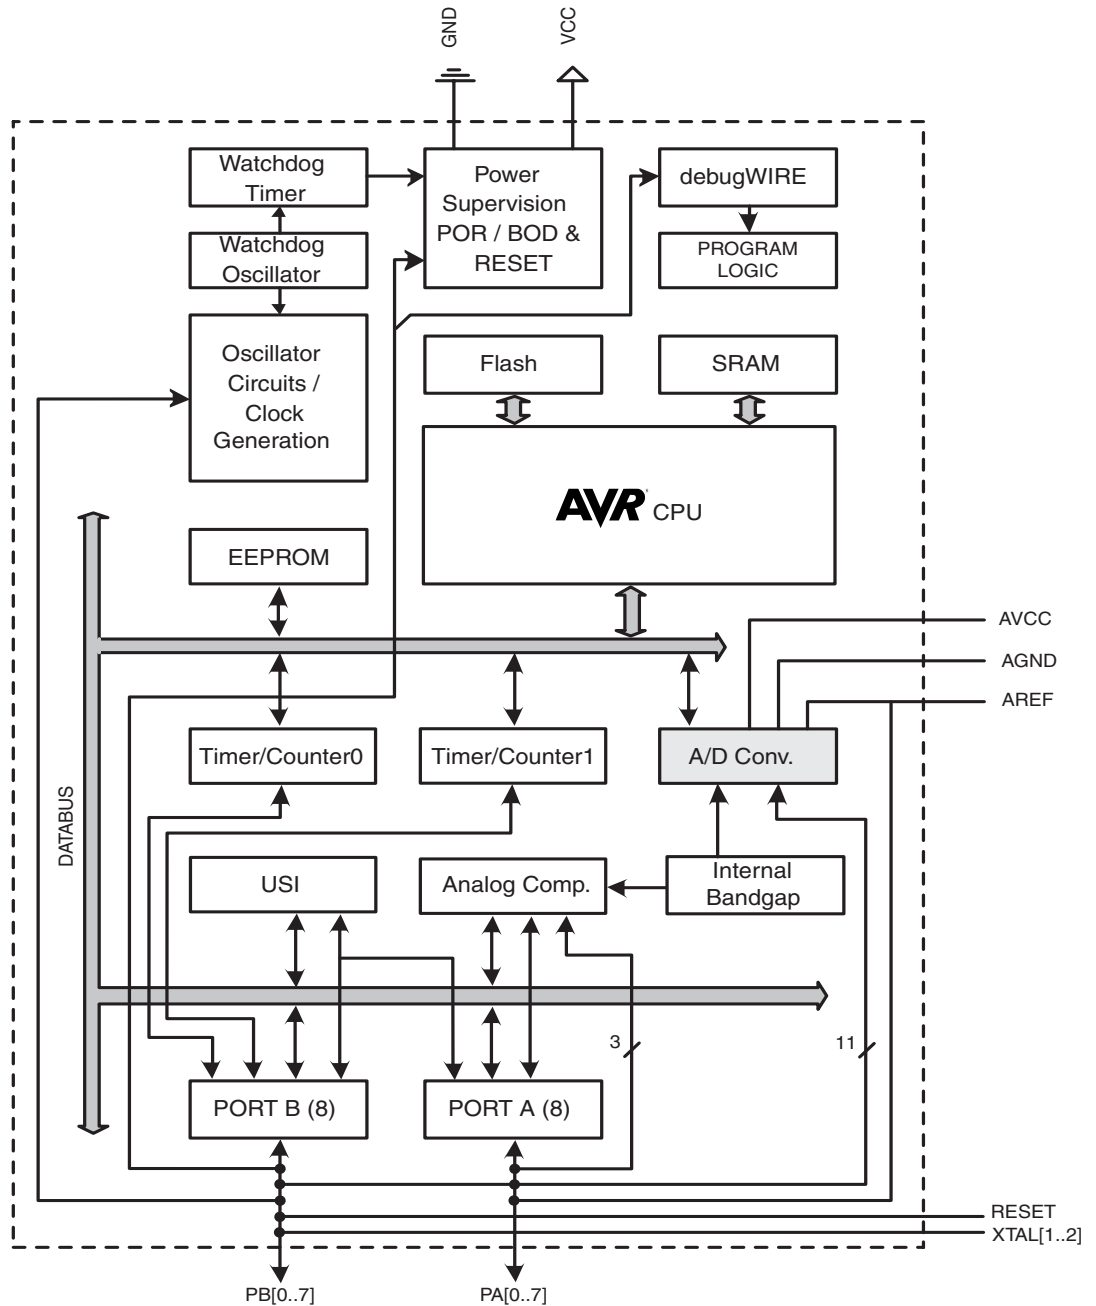 GND
VCC
Watchdog
Timer
Power
Supervision
POR / BOD &
RESET
debugWIRE
Watchdog
Oscillator
PROGRAM
LOGIC
Oscillator
Circuits /
Clock
Generation
Flash
SRAM
AVR CPU
EEPROM
AVCC
AGND
AREF
Timer/Counter0
Timer/Counter1
A/D Conv.
DATABUS
USI
Analog Comp.
Internal
Bandgap
3
11
PORT B (8)
PORT A (8)
RESET
XTAL[1..2]
PB[0..7]
PA[0..7]